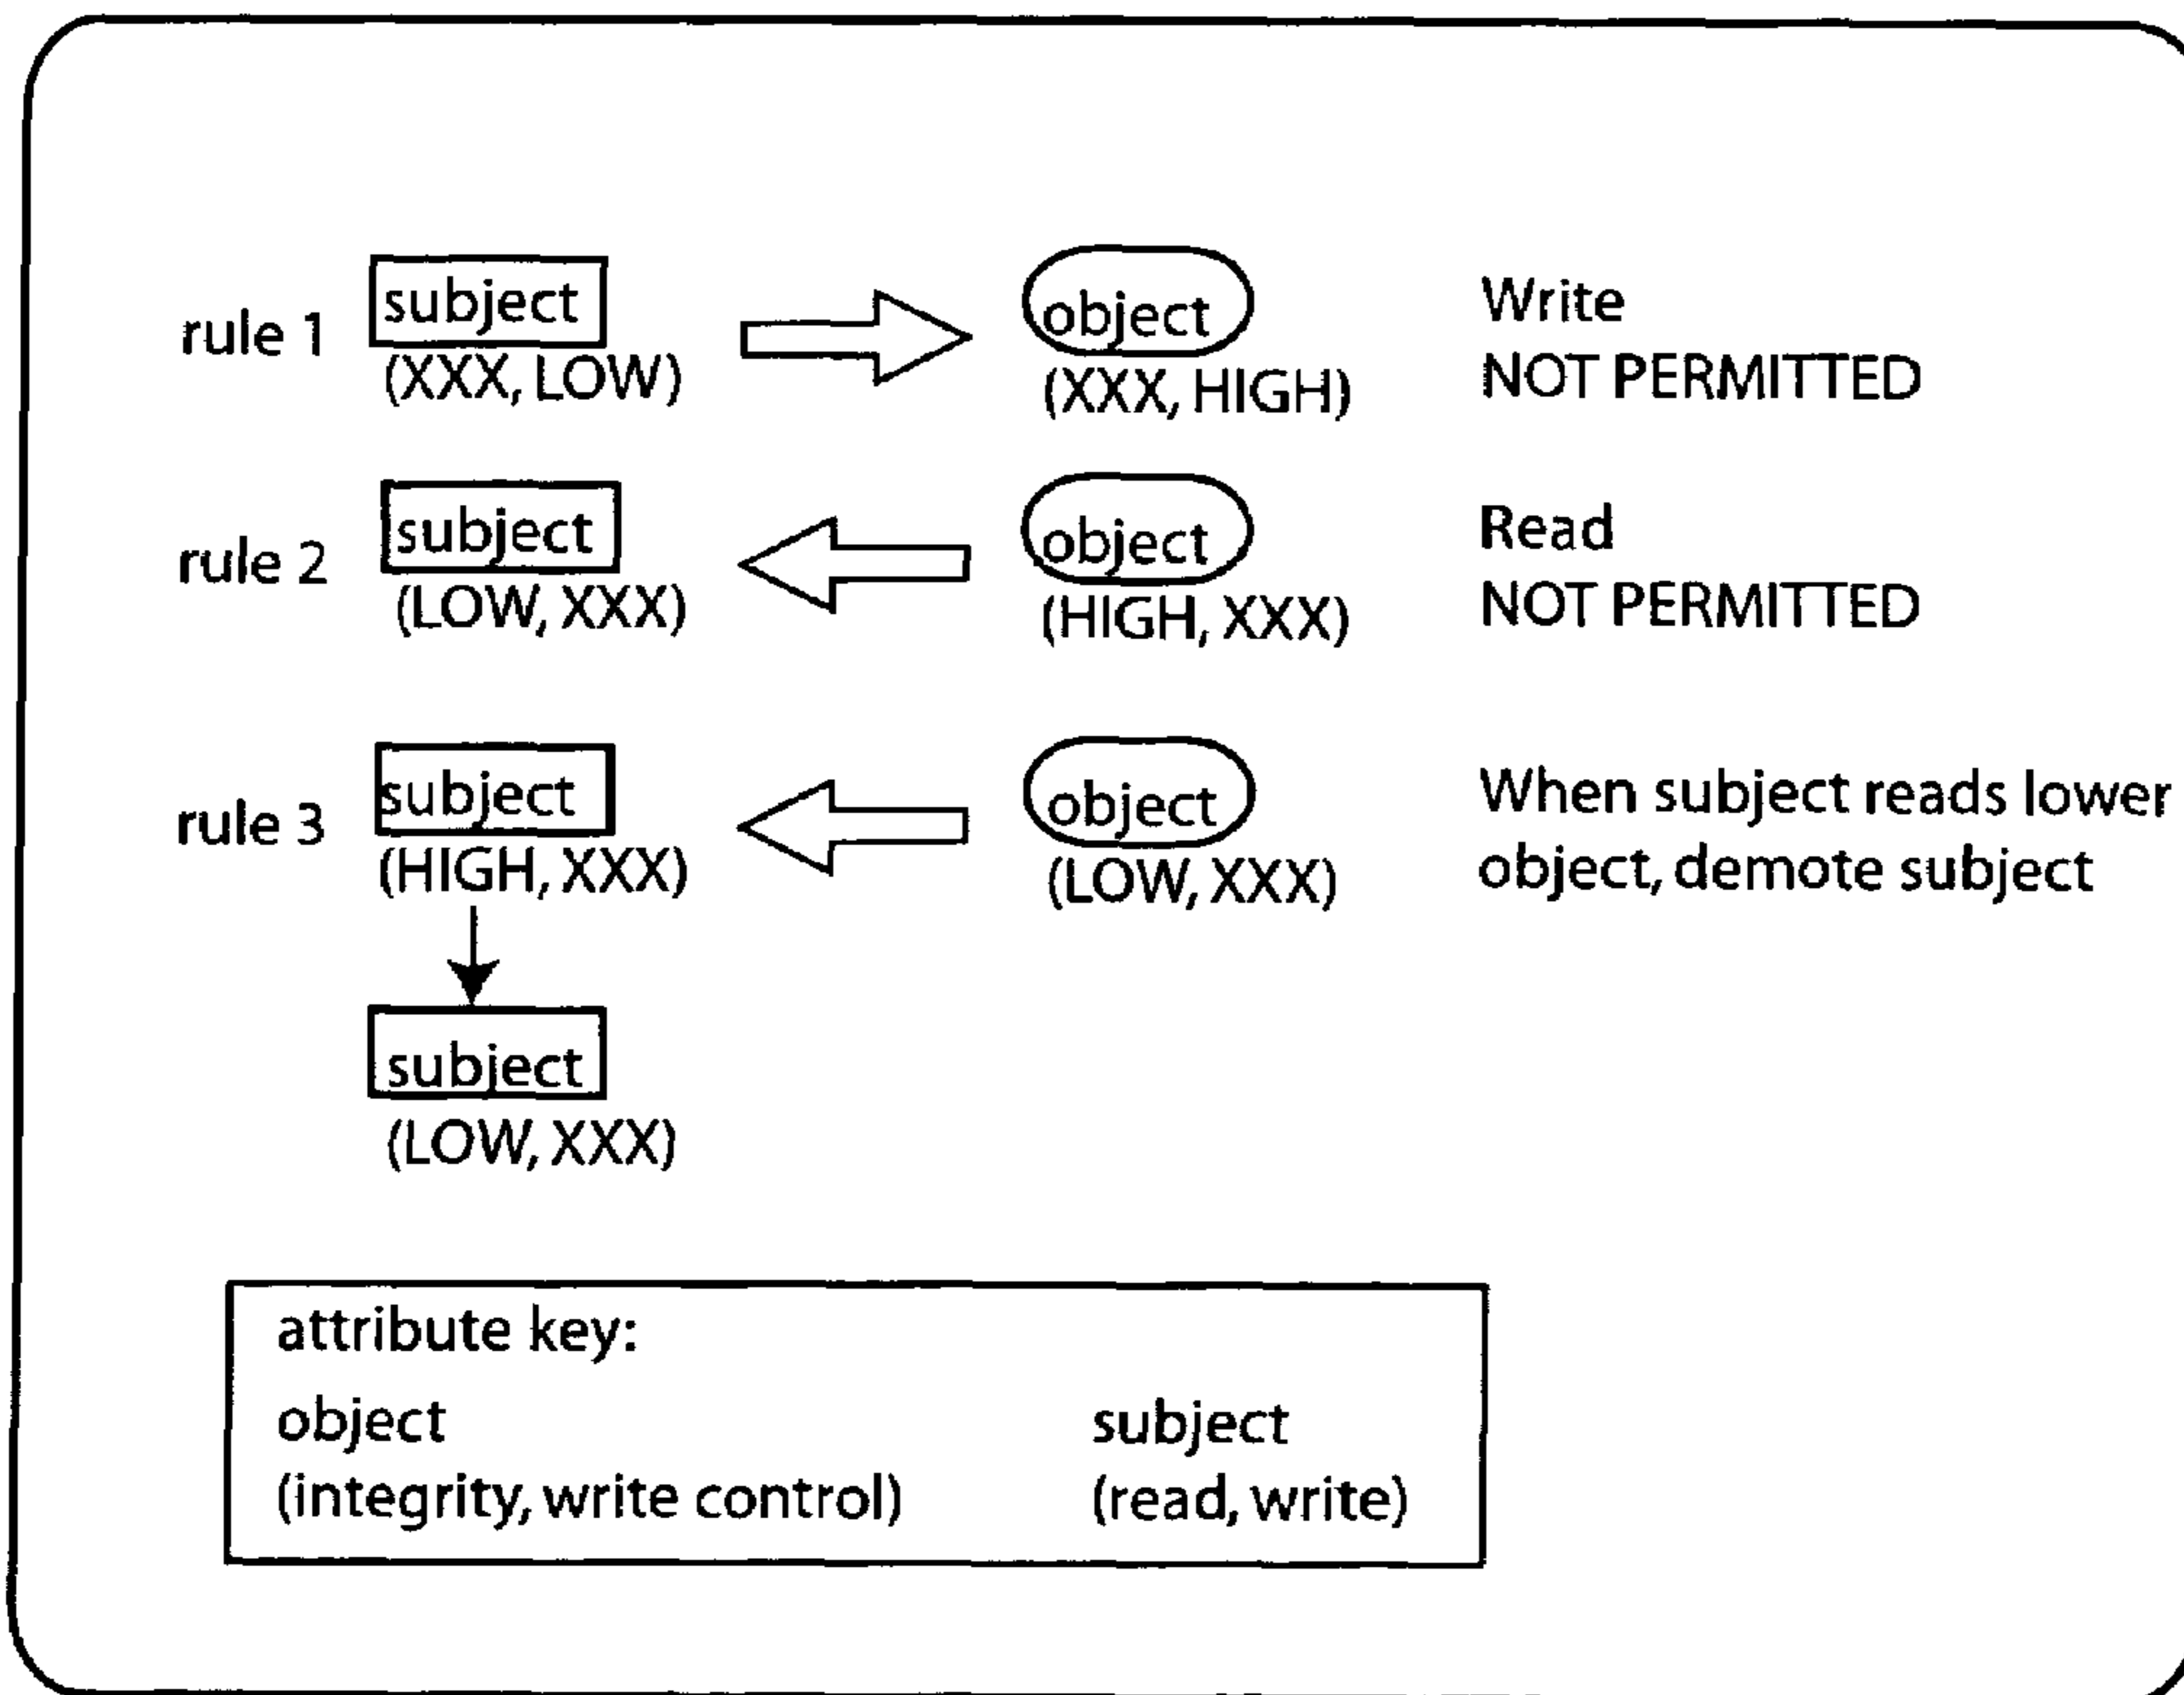 rule 1
subject
(XXX, LOW)
object
(XXX, HIGH)
Write
NOT PERMITTED
rule 2
subject
(LOW, XXX)
object
(HIGH, XXX)
Read
NOT PERMITTED
rule 3
subject
(HIGH, XXX)
object
(LOW, XXX)
When subject reads lower
object, demote subject
subject
(LOW, XXX)
attribute key:
object
(integrity, write control)
subject
(read, write)